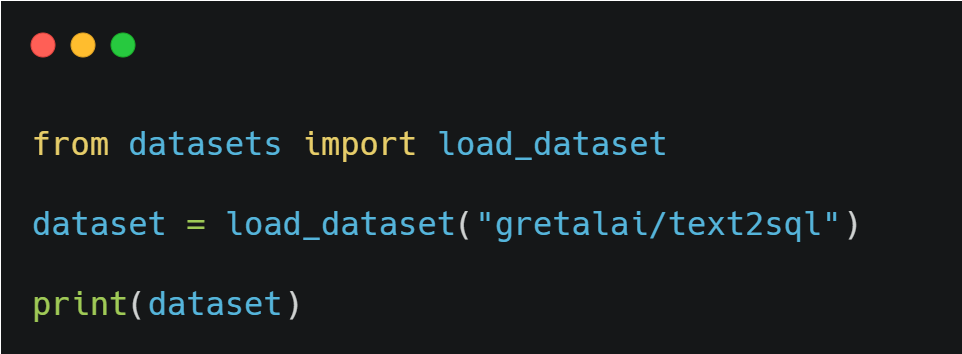 from datasets import load_dataset
dataset = load_dataset("gretalai/text2sql")
print(dataset)